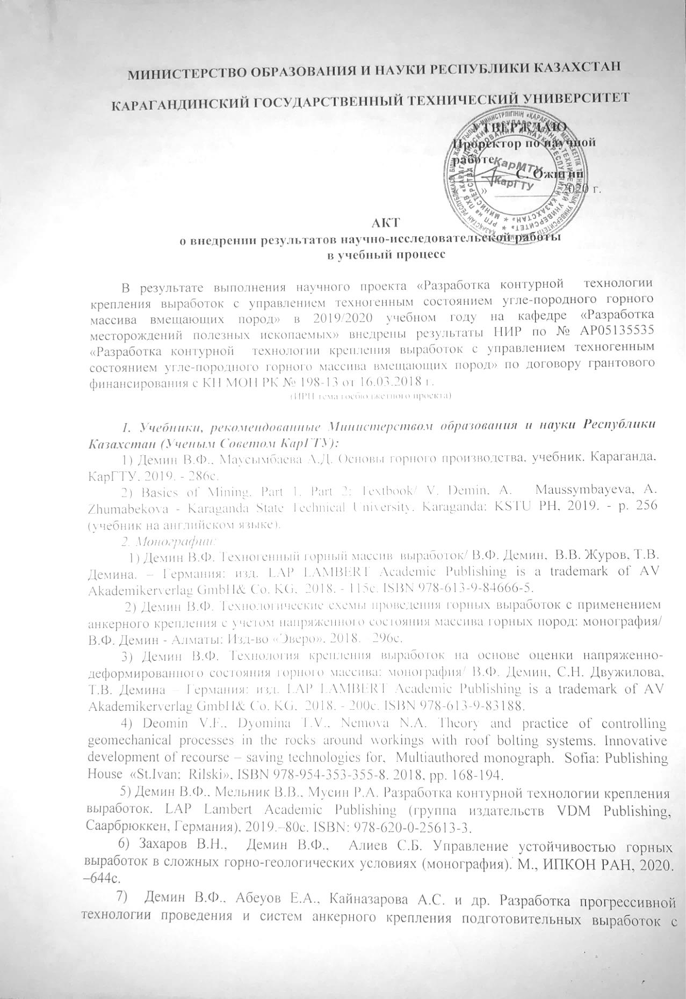 МИНИСТЕРСТВО ОБРАЗОВАНИЯ И НАУКИ РЕСПУБЛИКИ КАЗАХСТАН
КАРАГАНДИНСКИЙ ГОСУДАРСТВЕННЫЙ ТЕХНИЧЕСКИЙ УНИВЕРСИТЕТ
УТВЕРЖДАЮ
Проректор по научной
работе
С. Ожигин
» 2020 г.
ҚарМТУ
КарГТУ
АКТ
о внедрении результатов научно-исследовательской работы
в учебный процесс
В результате выполнения научного проекта «Разработка контурной технологии
крепления выработок с управлением техногенным состоянием угле-породного горного
массива вмещающих пород» в 2019/2020 учебном году на кафедре «Разработка
месторождений полезных ископаемых» внедрены результаты НИР по № АР05135535
«Разработка контурной технологии крепления выработок с управлением техногенным
состоянием угле-породного горного массива вмещающих пород» по договору грантового
финансирования с КН МОН РК № 198-13 от 16.03.2018 г.
(ИРН тема госбюджетного проекта)
1. Учебники, рекомендованные Министерством образования и науки Республики
Казахстан (Ученым Советом КарГТУ):
1) Демин В.Ф., Маусымбаева А.Д. Основы горного производства, учебник. Караганда,
КарГТУ, 2019. - 286с.
2) Basics of Mining. Part 1. Part 2: Textbook/ V. Demin, A. Maussymbayeva, A.
Zhumabekova - Karaganda State Technical University. Karaganda: KSTU PH, 2019. - p. 256
(учебник на английском языке).
2. Монографии:
1) Демин В.Ф. Техногенный горный массив выработок/ В.Ф. Демин, В.В. Журов, Т.В.
Демина. – Германия: изд. LAP LAMBERT Academic Publishing is a trademark of AV
Akademikerverlag GmbH& Co. KG, 2018. - 115с. ISBN 978-613-9-84666-5.
2) Демин В.Ф. Технологические схемы проведения горных выработок с применением
анкерного крепления с учетом напряженного состояния массива горных пород: монография/
В.Ф. Демин - Алматы: Изд-во «Эверо», 2018. - 296с.
3) Демин В.Ф. Технология крепления выработок на основе оценки напряженно-
деформированного состояния горного массива: монография/ В.Ф. Демин, С.Н. Двужилова,
Т.В. Демина – Германия: изд. LAP LAMBERT Academic Publishing is a trademark of AV
Akademikerverlag GmbH& Co. KG, 2018. - 200с. ISBN 978-613-9-83188.
4) Deomin V.F., Dyomina T.V., Nemova N.A. Theory and practice of controlling
geomechanical processes in the rocks around workings with roof bolting systems. Innovative
development of recourse – saving technologies for, Multiauthored monograph. Sofia: Publishing
House «St.Ivan: Rilski», ISBN 978-954-353-355-8. 2018, pp. 168-194.
5) Демин В.Ф., Мельник В.В., Мусин Р.А. Разработка контурной технологии крепления
выработок. LAP Lambert Academic Publishing (группа издательств VDM Publishing,
Саарбрюккен, Германия), 2019.–80с. ISBN: 978-620-0-25613-3.
6) Захаров В.Н., Демин В.Ф., Алиев С.Б. Управление устойчивостью горных
выработок в сложных горно-геологических условиях (монография). М., ИПКОН РАН, 2020.
–644с.
7) Демин В.Ф., Абеуов Е.А., Кайназарова А.С. и др. Разработка прогрессивной
технологии проведения и систем анкерного крепления подготовительных выработок с